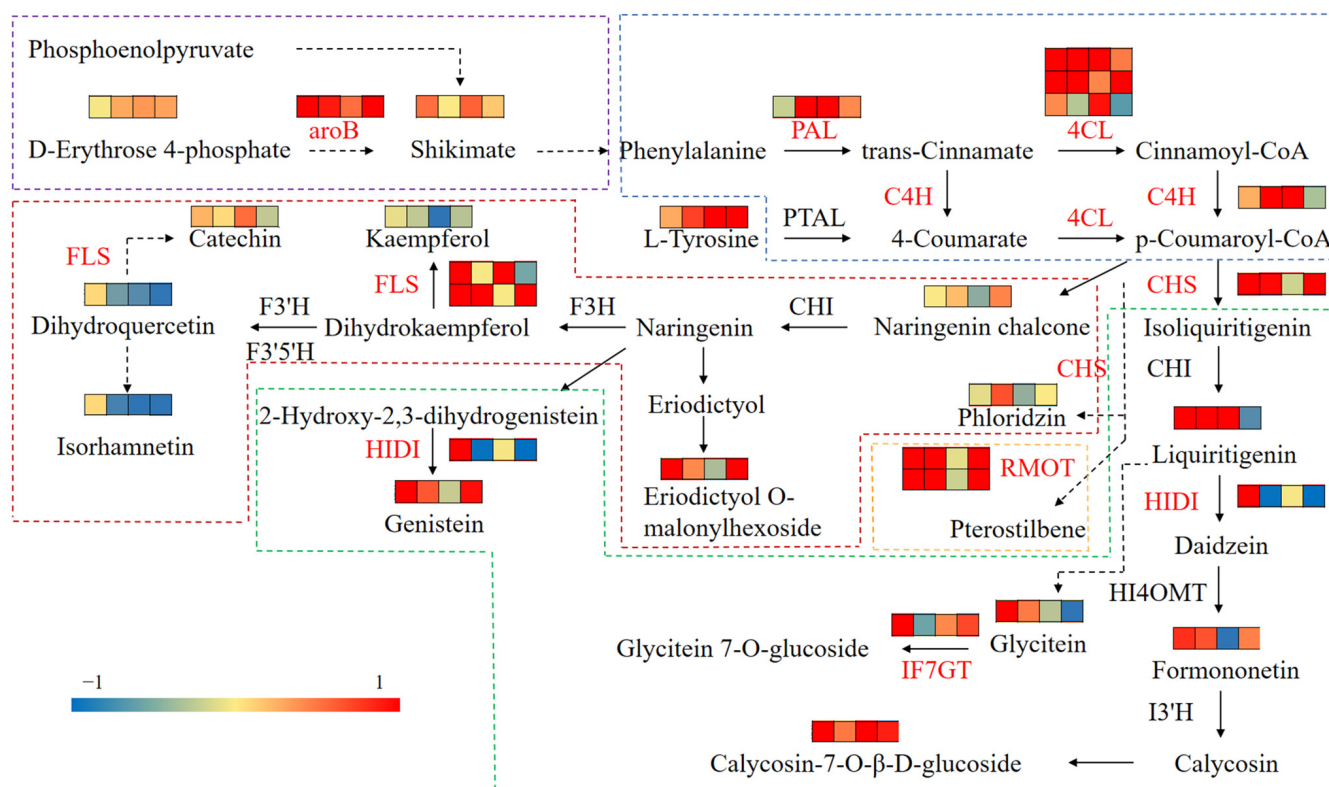 Phosphoenolpyruvate
aroB
D-Erythrose 4-phosphate
Shikimate
PAL
4CL
Phenylalanine
trans-Cinnamate
Cinnamoyl-CoA
C4H
C4H
L-Tyrosine
PTAL
4-Coumarate
4CL
p-Coumaroyl-CoA
Catechin
Kaempferol
FLS
FLS
CHS
Dihydroquercetin
F3'H
F3'5'H
Dihydrokaempferol
F3H
Naringenin
CHI
Naringenin chalcone
Isoliquiritigenin
CHI
CHS
Phloridzin
Isorhamnetin
2-Hydroxy-2,3-dihydrogenistein
Eriodictyol
HIDI
Genistein
Eriodictyol O-
malonylhexoside
RMOT
Pterostilbene
Liquiritigenin
HIDI
Daidzein
HI4OMT
Glycitein 7-O-glucoside
IF7GT
Glycitein
Formononetin
I3'H
Calycosin-7-O-β-D-glucoside
Calycosin
−1
1